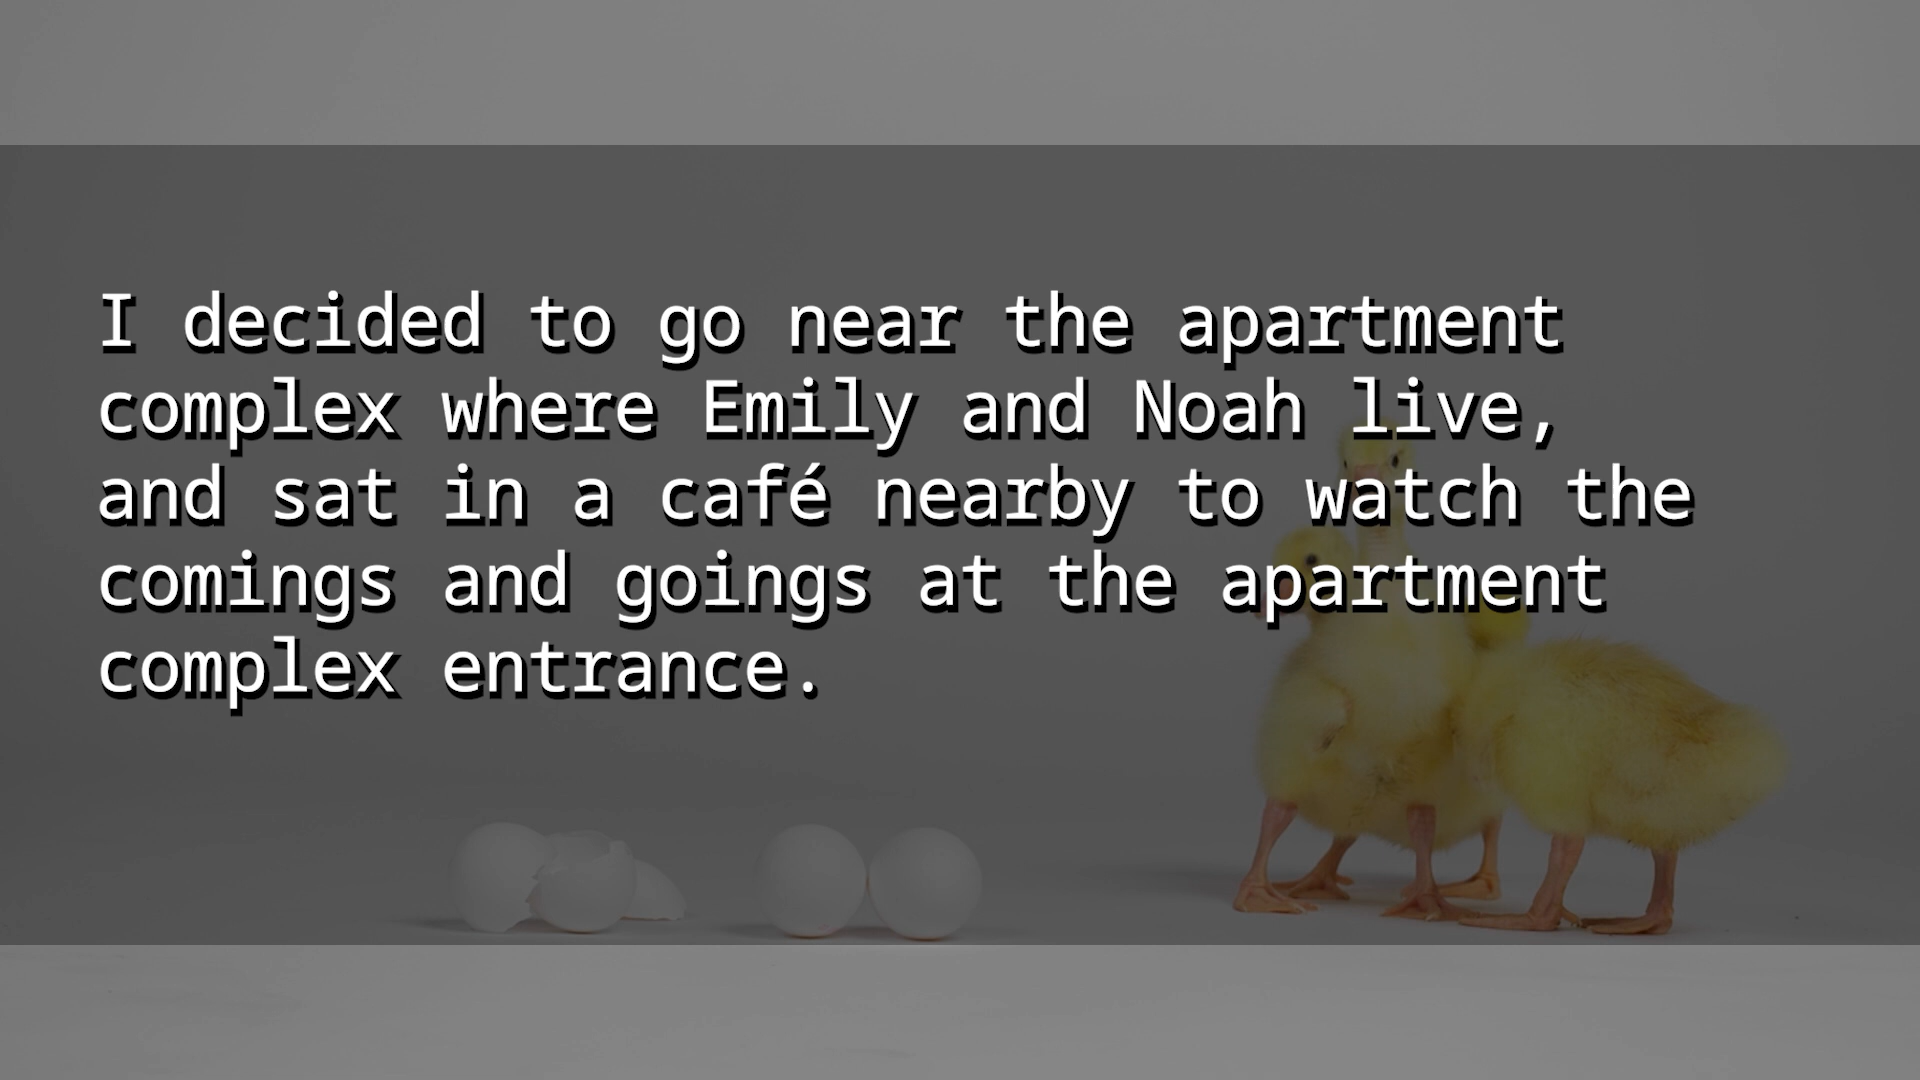 I decided to go near the apartment
complex where Emily and Noah live,
and sat in a café nearby to watch the
comings and goings at the apartment
complex entrance.